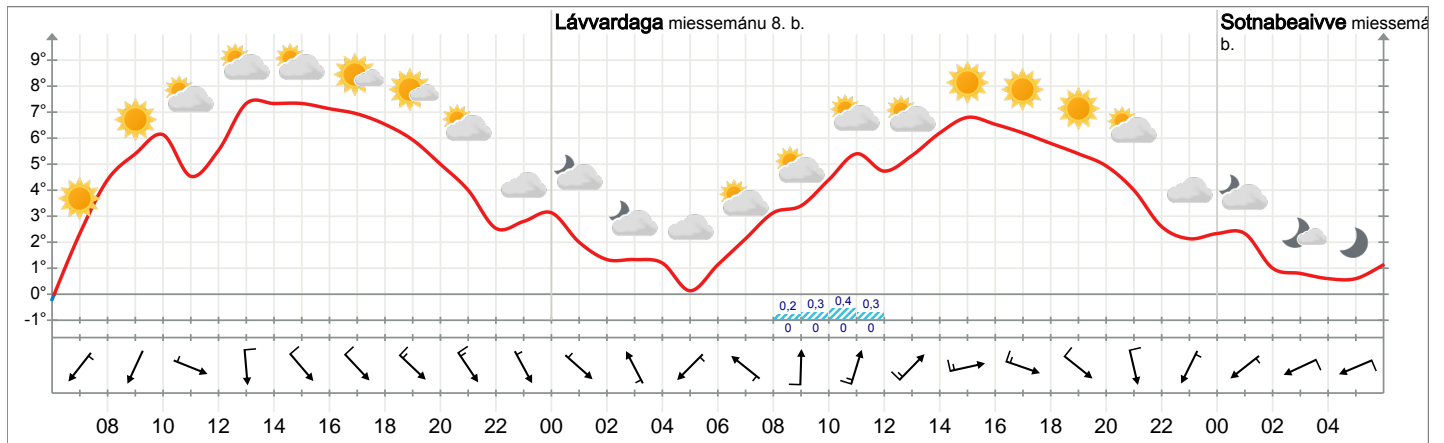 Lávvardaga miessemánu 8. b.
Sotnabeaivve miessemá
b.
9°
8°
7°
6°
5°
4°
3°
2°
1°
0°
-1°
0,2 0,3 0,4 0,3
0 0 0 0
08 10 12 14 16 18 20 22 00 02 04 06 08 10 12 14 16 18 20 22 00 02 04